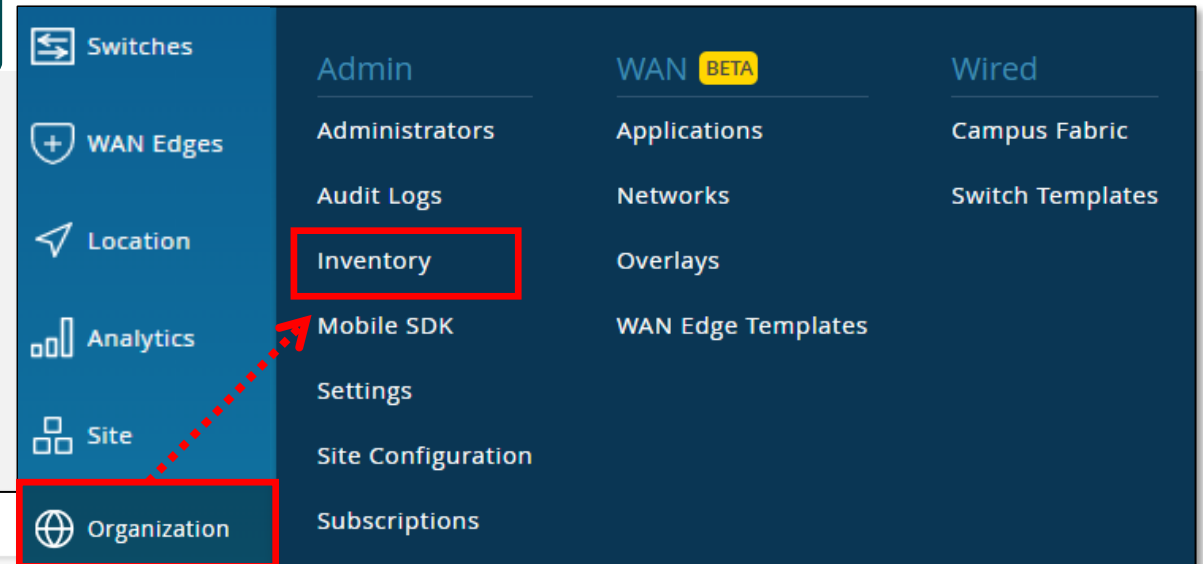 Switches
WAN Edges
Location
Analytics
Site
Organization
Admin
Administrators
Audit Logs
Inventory
Mobile SDK
Settings
Site Configuration
Subscriptions
WAN BETA
Applications
Networks
Overlays
WAN Edge Templates
Wired
Campus Fabric
Switch Templates